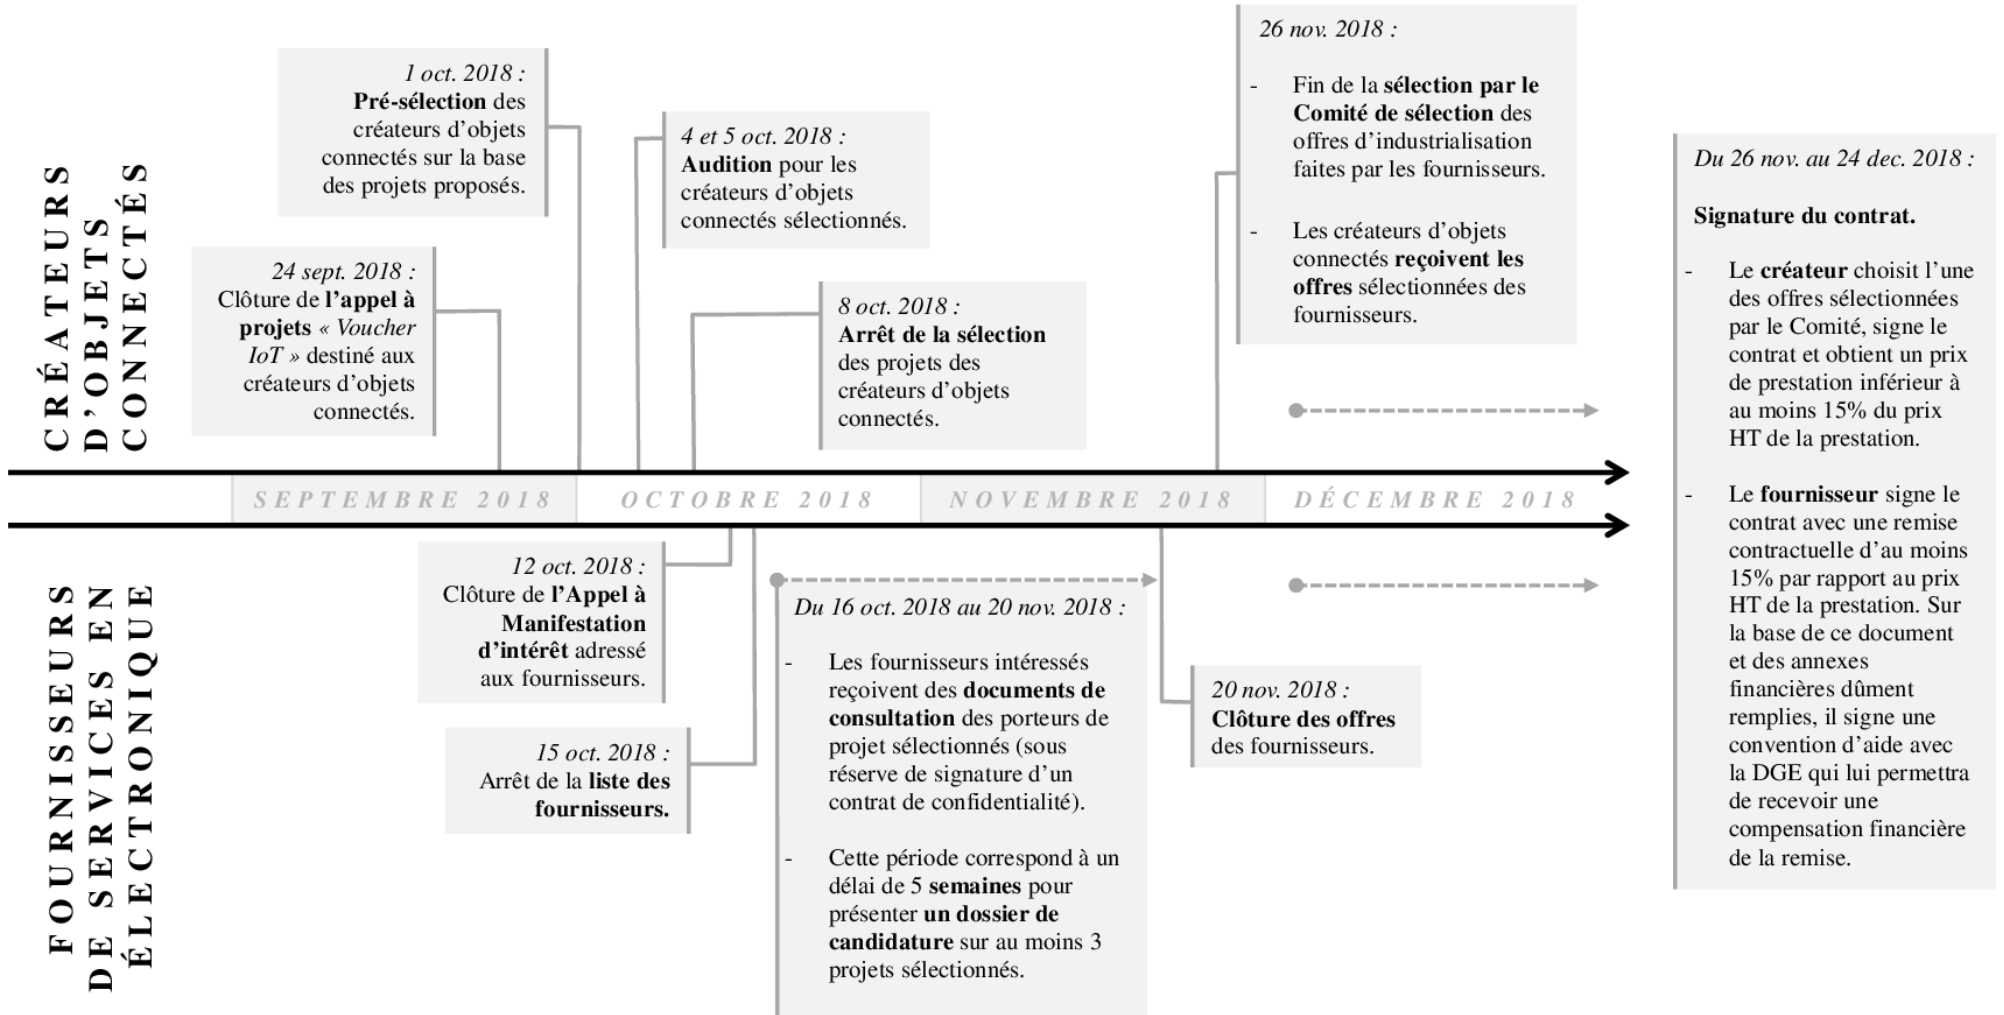 CRÉATEURS
D’OBJETS
CONNECTÉS
1 oct. 2018 :
Pré-sélection des
créateurs d’objets
connectés sur la base
des projets proposés.
24 sept. 2018 :
Clôture de l’appel à
projets « Voucher
IoT » destiné aux
créateurs d’objets
connectés.
4 et 5 oct. 2018 :
Audition pour les
créateurs d’objets
connectés sélectionnés.
8 oct. 2018 :
Arrêt de la sélection
des projets des
créateurs d’objets
connectés.
26 nov. 2018 :
- Fin de la sélection par le
Comité de sélection des
offres d’industrialisation
faites par les fournisseurs.
- Les créateurs d’objets
connectés reçoivent les
offres sélectionnées des
fournisseurs.
SEPTEMBRE 2018
OCTOBRE 2018
NOVEMBRE 2018
DÉCEMBRE 2018
FOURNISSEURS
DE SERVICES EN
ÉLECTRONIQUE
12 oct. 2018 :
Clôture de l’Appel à
Manifestation
d’intérêt adressé
aux fournisseurs.
15 oct. 2018 :
Arrêt de la liste des
fournisseurs.
Du 16 oct. 2018 au 20 nov. 2018 :
- Les fournisseurs intéressés
reçoivent des documents de
consultation des porteurs de
projet sélectionnés (sous
réserve de signature d’un
contrat de confidentialité).
- Cette période correspond à un
délai de 5 semaines pour
présenter un dossier de
candidature sur au moins 3
projets sélectionnés.
20 nov. 2018 :
Clôture des offres
des fournisseurs.
Du 26 nov. au 24 dec. 2018 :
Signature du contrat.
- Le créateur choisit l’une
des offres sélectionnées
par le Comité, signe le
contrat et obtient un prix
de prestation inférieur à
au moins 15% du prix
HT de la prestation.
- Le fournisseur signe le
contrat avec une remise
contractuelle d’au moins
15% par rapport au prix
HT de la prestation. Sur
la base de ce document
et des annexes
financières dûment
remplies, il signe une
convention d’aide avec
la DGE qui lui permettra
de recevoir une
compensation financière
de la remise.